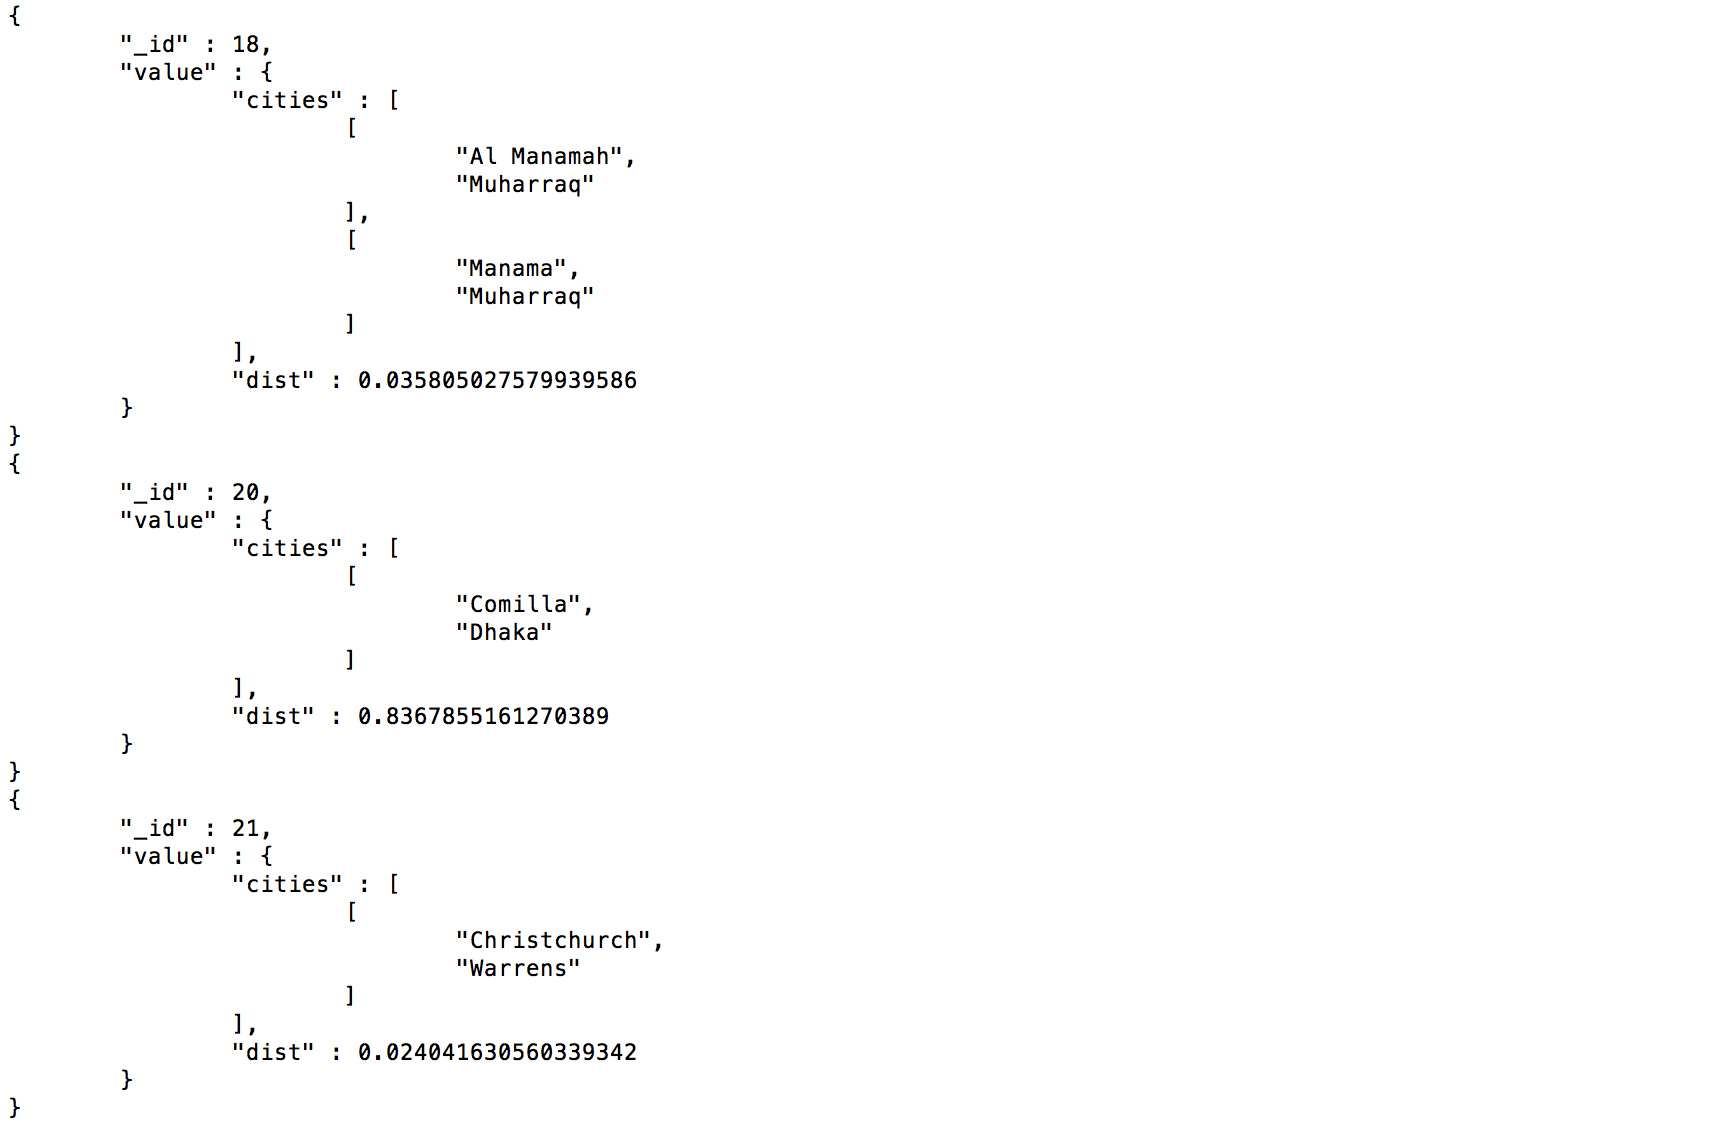 {
"_id" : 18,
"value" : {
"cities" : [
[
"Al Manamah",
"Muharraq"
],
[
"Manama",
"Muharraq"
]
],
"dist" : 0.035805027579939586
}
}
{
"_id" : 20,
"value" : {
"cities" : [
[
"Comilla",
"Dhaka"
]
],
"dist" : 0.8367855161270389
}
}
{
"_id" : 21,
"value" : {
"cities" : [
[
"Christchurch",
"Warrens"
]
],
"dist" : 0.024041630560339342
}
}